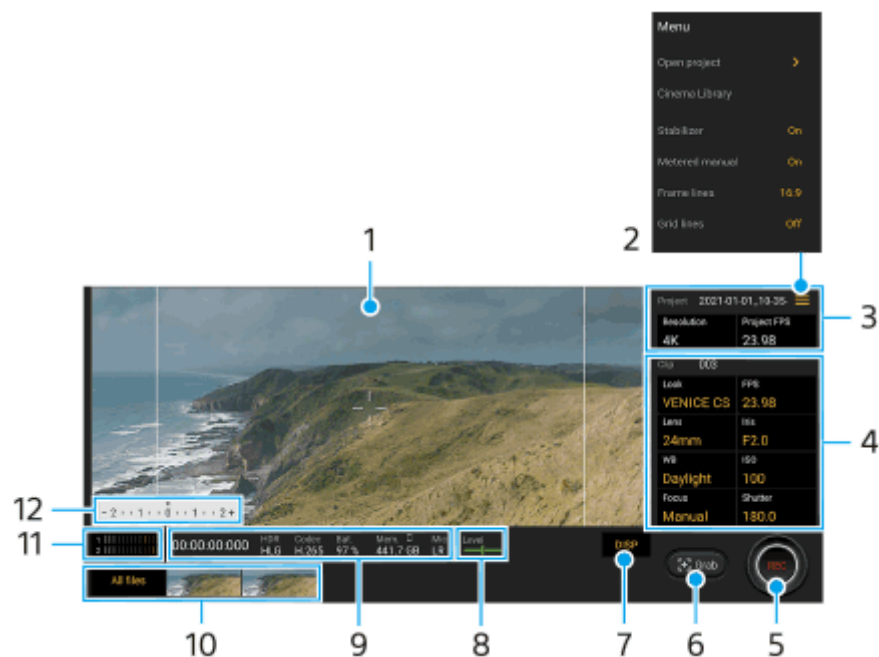 Menu
Open project >
Cinema Library
Stabilizer On
Metered manual On
Frame lines 16:9
Grid lines Off
1
2
Project 2021-01-01_10-35-
Resolution Project FPS
4K 23.98
3
Clip 003
Look FPS
VENICE CS 23.98
Lens Iris
24mm F2.0
WB ISO
Daylight 100
Focus Shutter
Manual 180.0
4
12
-2··1··0··1··2+
11
1
2
00:00:00:000
HDR Codec Bat. Mem. Mic Level
HLG H.265 97% 441.7 GB LR
DISP
Grab
REC
All files
10 9 8 7 6 5